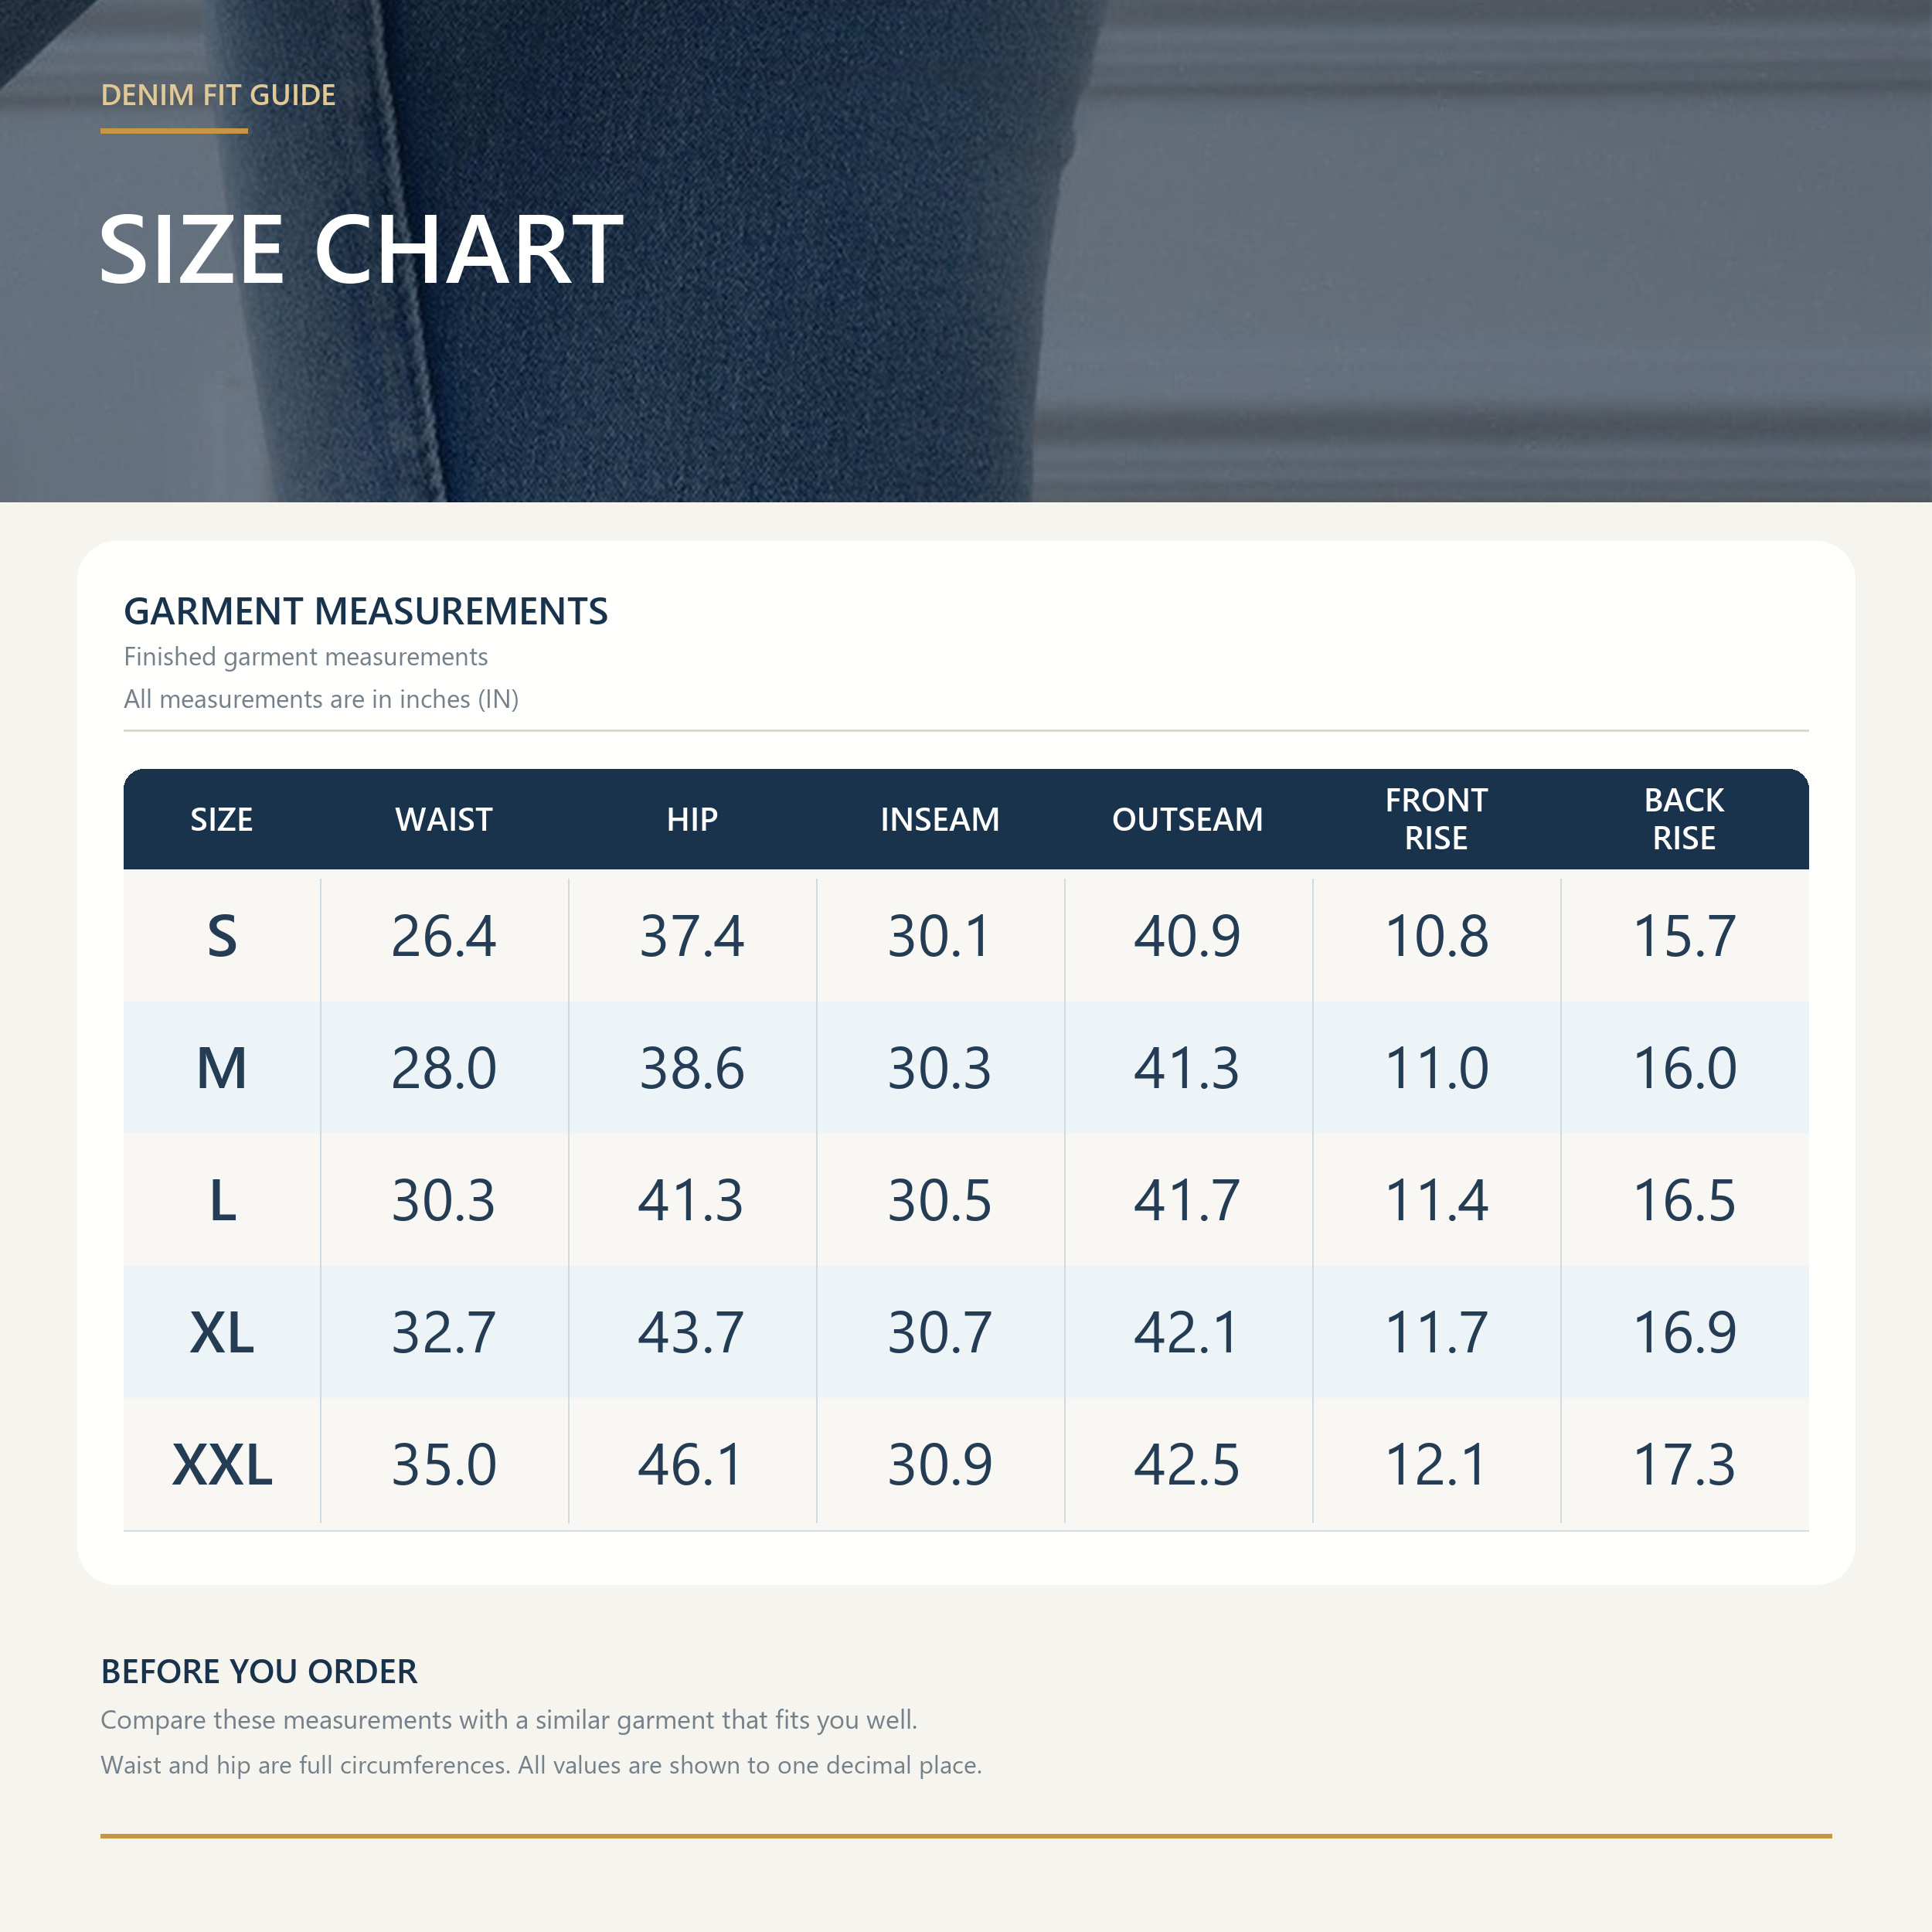 DENIM FIT GUIDE
SIZE CHART
GARMENT MEASUREMENTS
Finished garment measurements
All measurements are in inches (IN)
SIZE WAIST HIP INSEAM OUTSEAM FRONT RISE BACK RISE
S 26.4 37.4 30.1 40.9 10.8 15.7
M 28.0 38.6 30.3 41.3 11.0 16.0
L 30.3 41.3 30.5 41.7 11.4 16.5
XL 32.7 43.7 30.7 42.1 11.7 16.9
XXL 35.0 46.1 30.9 42.5 12.1 17.3
BEFORE YOU ORDER
Compare these measurements with a similar garment that fits you well.
Waist and hip are full circumferences. All values are shown to one decimal place.